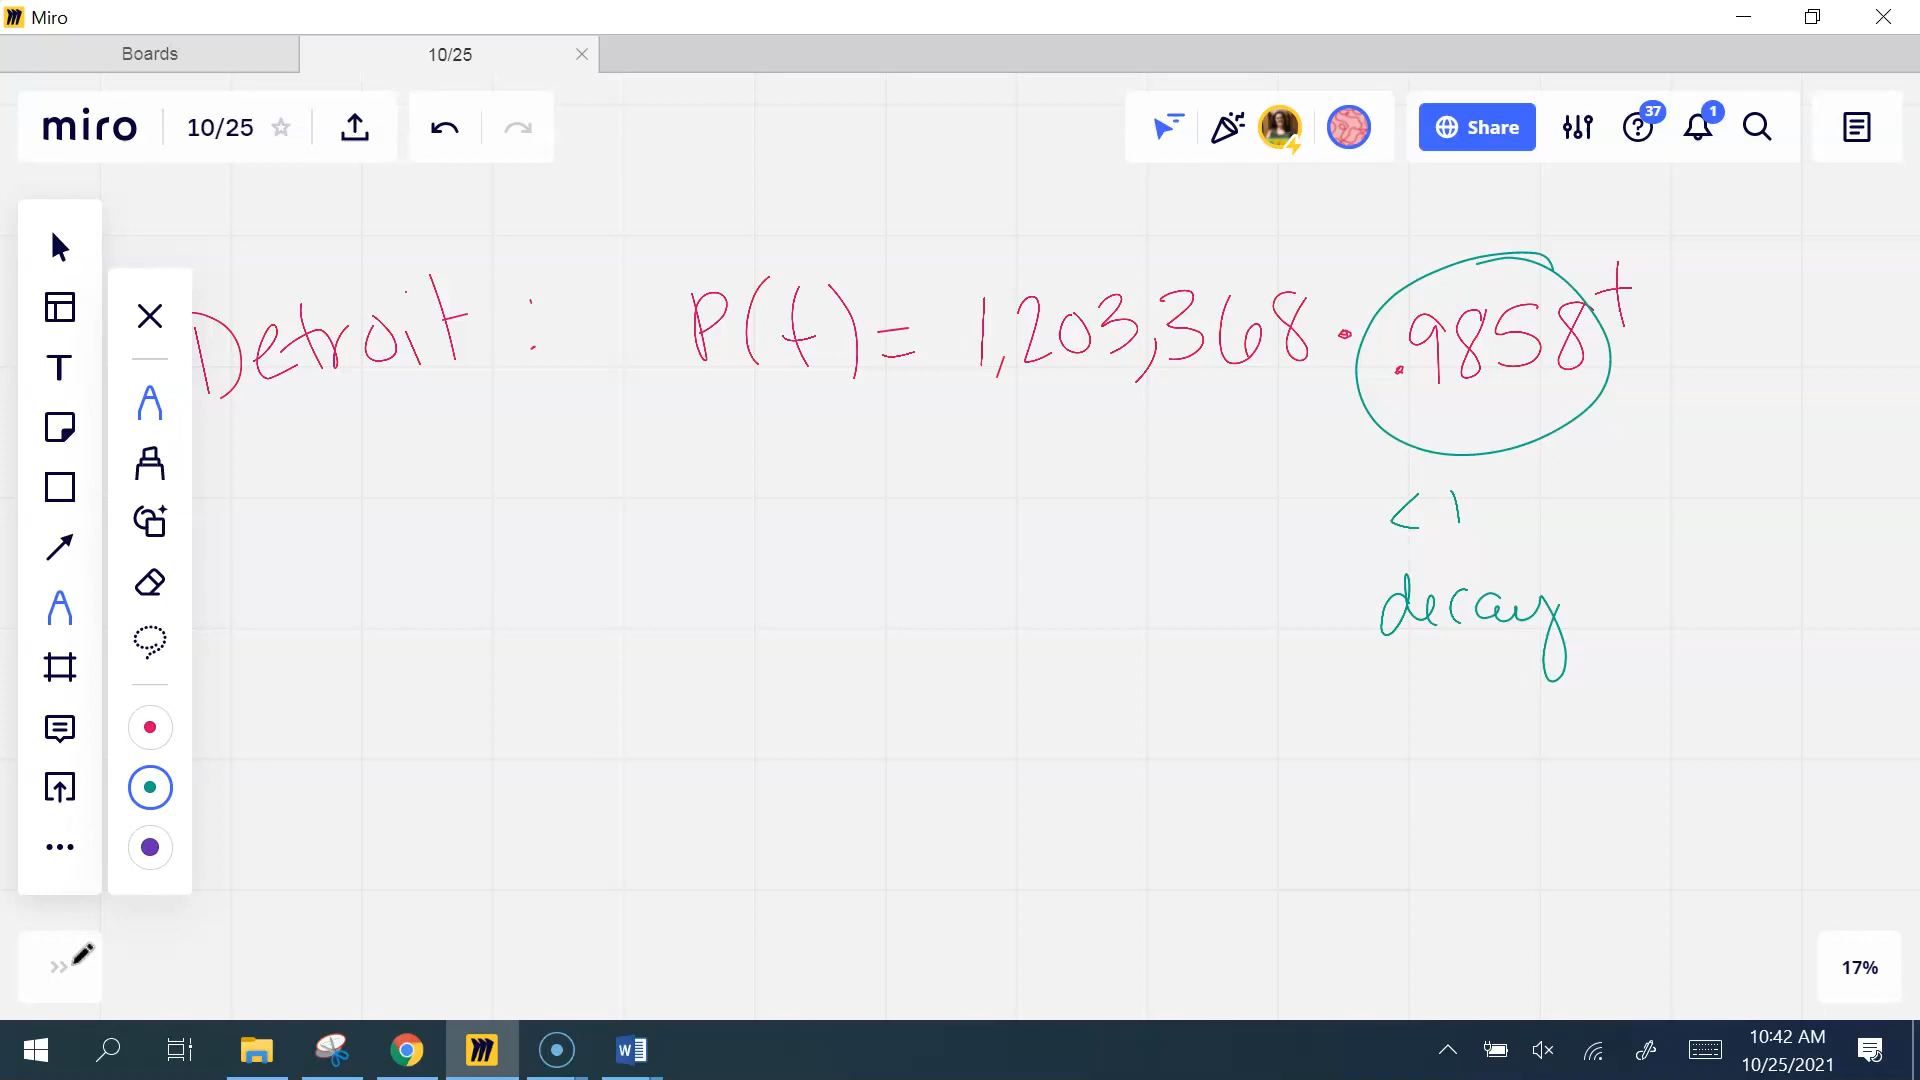 Miro
Boards
10/25
miro
10/25
Share
37
1
Detroit : P(t) = 1,203,368 · .9858^t
< 1
decay
17%
10:42 AM
10/25/2021